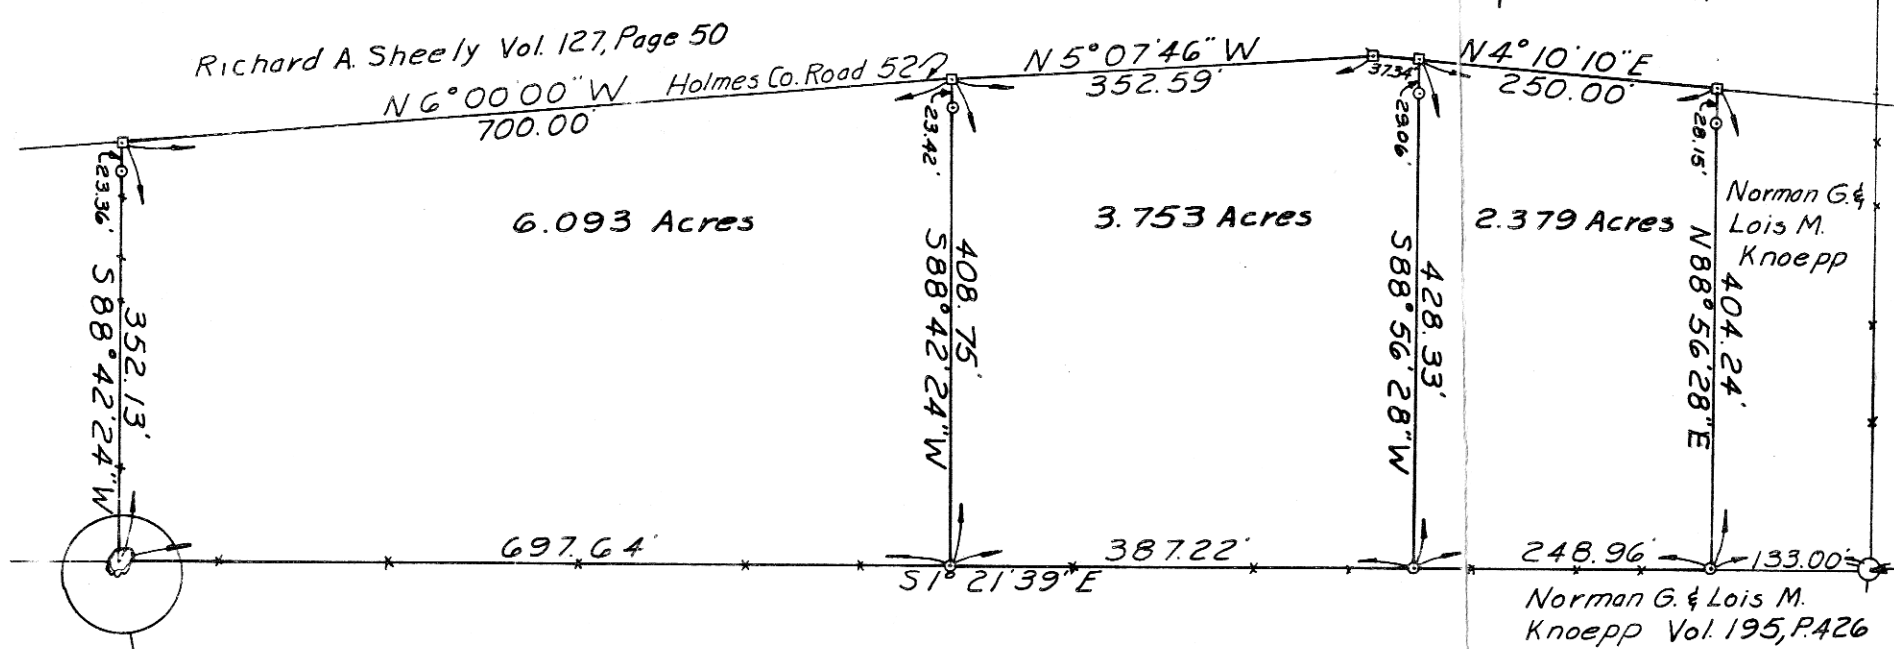 Richard A. Sheely Vol. 127, Page 50
N 6°00'00" W Holmes Co. Road 52
700.00'
N 5°07'46" W
352.59'
37.34'
N 4°10'10" E
250.00'
23.36'
23.42'
29.06'
28.15'
6.093 Acres
3.753 Acres
2.379 Acres
Norman G. &
Lois M.
Knoepp
352.13'
S 88°42'24" W
408.75'
S 88°42'24" W
428.33'
S 88°56'28" W
404.24'
N 88°56'28" E
697.64'
387.22'
248.96'
133.00'
S 1°21'39" E
Norman G. & Lois M.
Knoepp Vol. 195, P.426